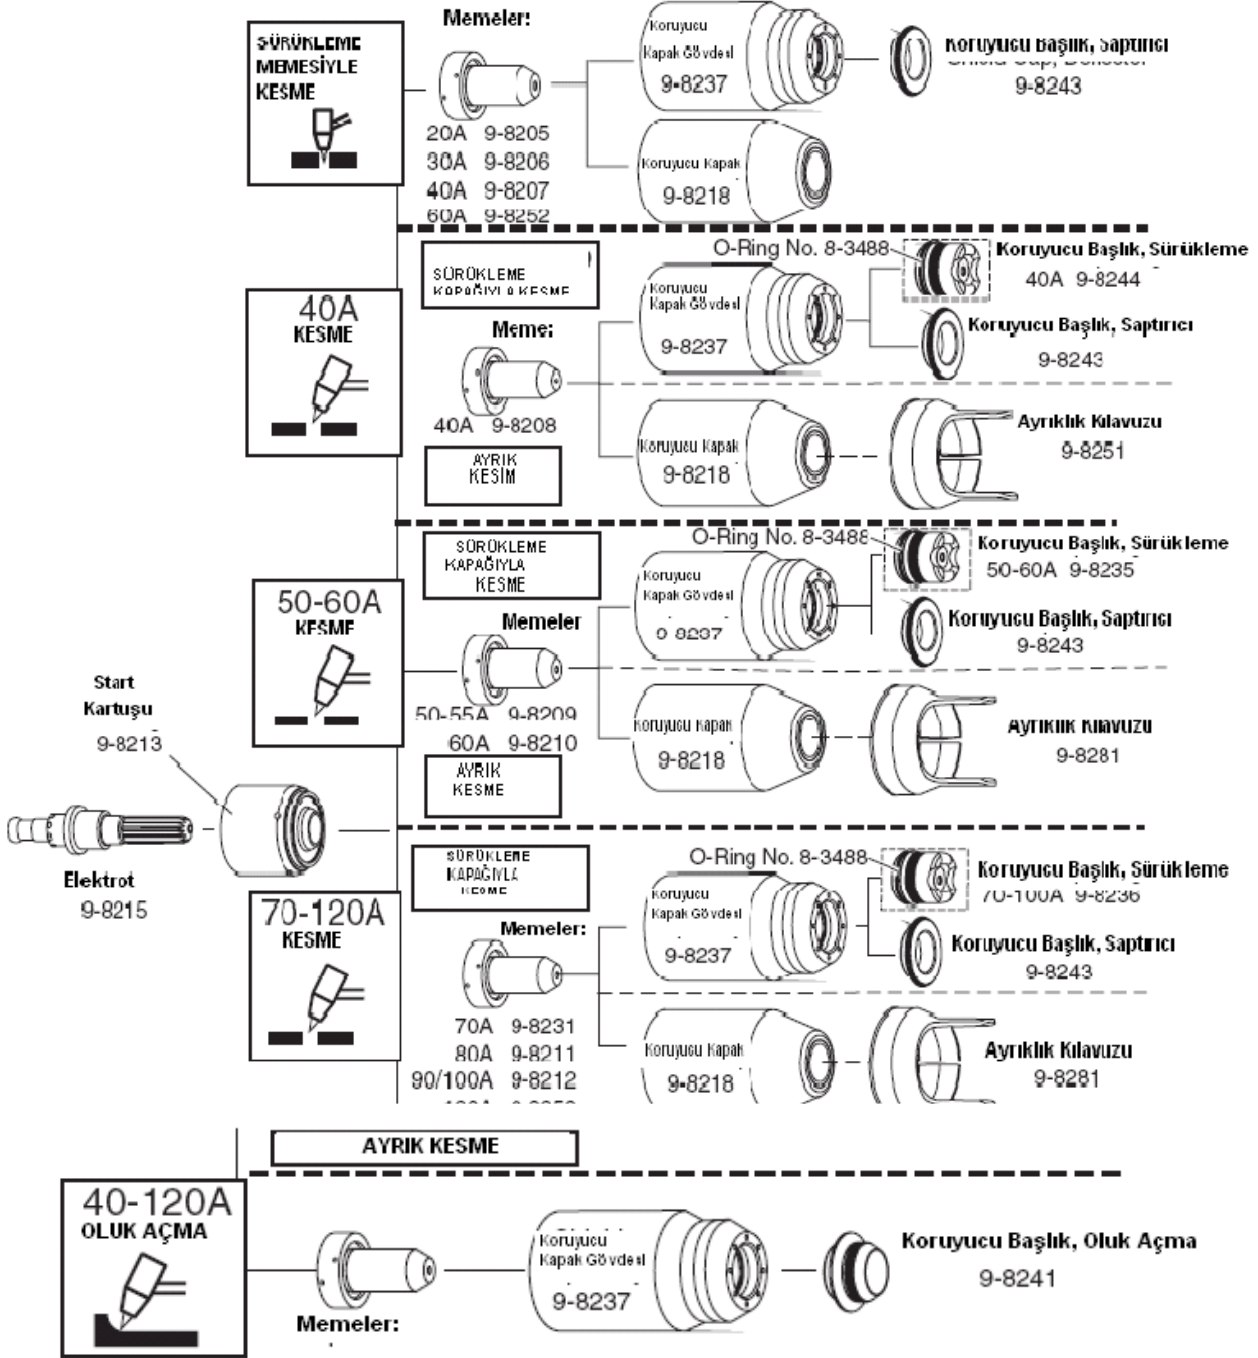 Memeler:
SÜRÜKLEME
MEMESİYLE
KESME
20A 9-8205
30A 9-8206
40A 9-8207
60A 9-8252
Koruyucu
Kapak Gövdesi
9-8237
Koruyucu Başlık, Saptırıcı
9-8243
Koruyucu Kapak
9-8218
40A
KESME
SÜRÜKLEME
KAPAĞIYLA KESME
Meme:
40A 9-8208
AYRIK
KESİM
O-Ring No. 8-3488
Koruyucu
Kapak Gövdesi
9-8237
Koruyucu Başlık, Sürükleme
40A 9-8244
Koruyucu Başlık, Saptırıcı
9-8243
Koruyucu Kapak
9-8218
Ayrıklık Kılavuzu
9-8251
50-60A
KESME
SÜRÜKLEME
KAPAĞIYLA
KESME
Memeler
50-55A 9-8209
60A 9-8210
AYRIK
KESME
O-Ring No. 8-3488
Koruyucu
Kapak Gövdesi
9-8237
Koruyucu Başlık, Sürükleme
50-60A 9-8235
Koruyucu Başlık, Saptırıcı
9-8243
Koruyucu Kapak
9-8218
Ayrıklık Kılavuzu
9-8281
Start
Kartuşu
9-8213
Elektrot
9-8215
70-120A
KESME
SÜRÜKLEME
KAPAĞIYLA
KESME
Memeler:
70A 9-8231
80A 9-8211
90/100A 9-8212
O-Ring No. 8-3488
Koruyucu
Kapak Gövdesi
9-8237
Koruyucu Başlık, Sürükleme
70-100A 9-8236
Koruyucu Başlık, Saptırıcı
9-8243
Koruyucu Kapak
9-8218
Ayrıklık Kılavuzu
9-8281
AYRIK KESME
40-120A
OLUK AÇMA
Memeler:
Koruyucu
Kapak Gövdesi
9-8237
Koruyucu Başlık, Oluk Açma
9-8241